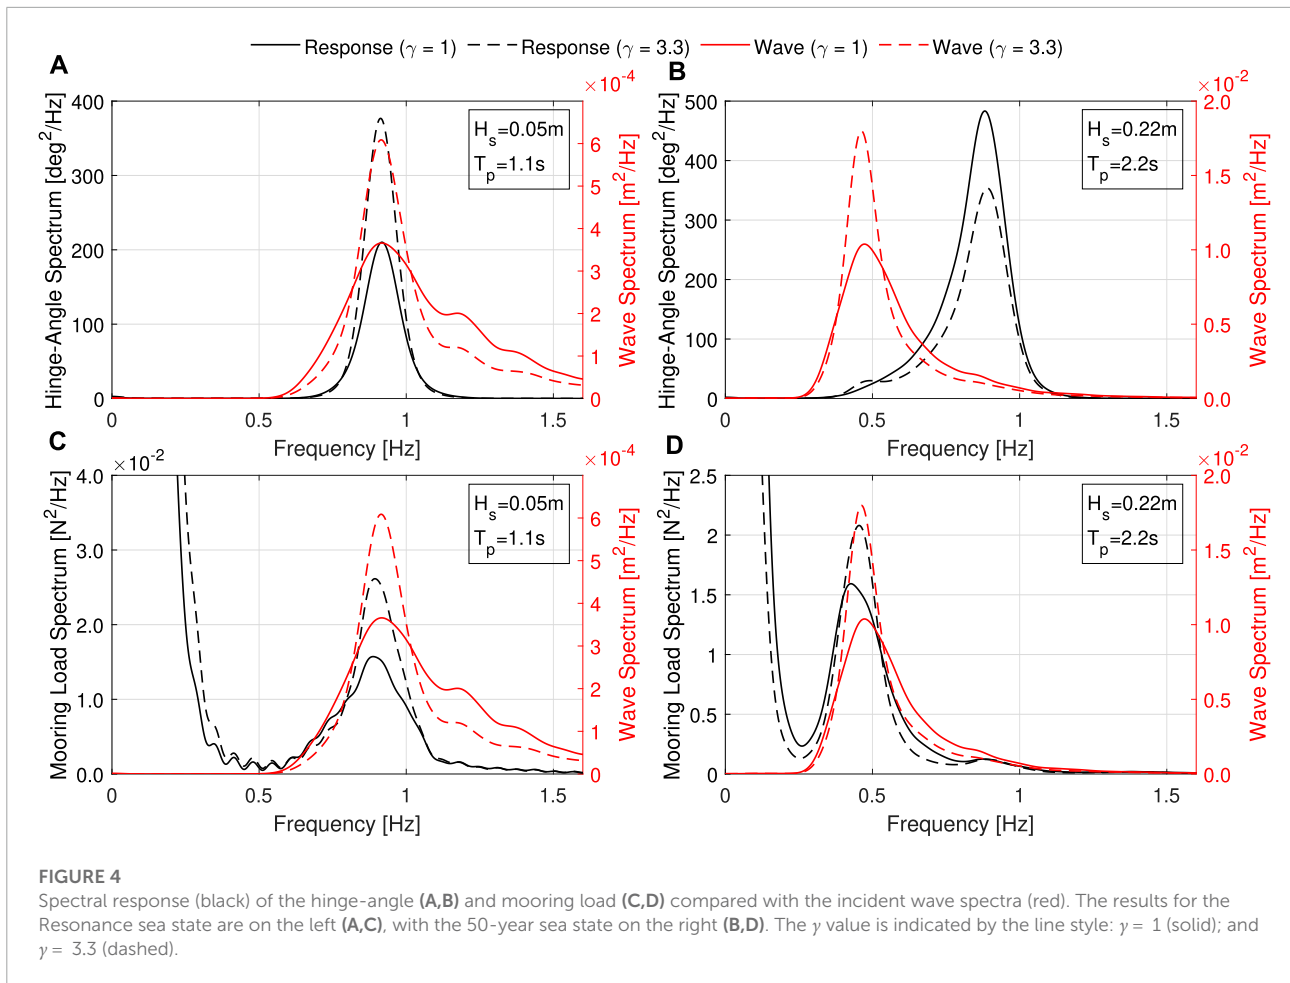 Response (γ = 1) Response (γ = 3.3) Wave (γ = 1) Wave (γ = 3.3)
A
×10⁻⁴
400
300
200
100
0
Hinge-Angle Spectrum [deg²/Hz]
6
5
4
3
2
1
0
Wave Spectrum [m²/Hz]
Hₛ=0.05m
Tₚ=1.1s
0 0.5 1 1.5
Frequency [Hz]
B
×10⁻²
500
400
300
200
100
0
Hinge-Angle Spectrum [deg²/Hz]
2.0
1.5
1.0
0.5
0.0
Wave Spectrum [m²/Hz]
Hₛ=0.22m
Tₚ=2.2s
0 0.5 1 1.5
Frequency [Hz]
C
×10⁻²
×10⁻⁴
4.0
3.0
2.0
1.0
0.0
Mooring Load Spectrum [N²/Hz]
6
5
4
3
2
1
0
Wave Spectrum [m²/Hz]
Hₛ=0.05m
Tₚ=1.1s
0 0.5 1 1.5
Frequency [Hz]
D
×10⁻²
2.5
2
1.5
1
0.5
0
Mooring Load Spectrum [N²/Hz]
2.0
1.5
1.0
0.5
0.0
Wave Spectrum [m²/Hz]
Hₛ=0.22m
Tₚ=2.2s
0 0.5 1 1.5
Frequency [Hz]
FIGURE 4
Spectral response (black) of the hinge-angle (A,B) and mooring load (C,D) compared with the incident wave spectra (red). The results for the
Resonance sea state are on the left (A,C), with the 50-year sea state on the right (B,D). The γ value is indicated by the line style: γ = 1 (solid); and
γ = 3.3 (dashed).